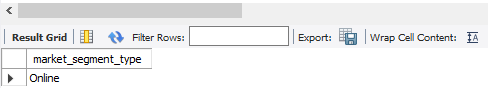 Result Grid Filter Rows: Export: Wrap Cell Content:
market_segment_type
Online